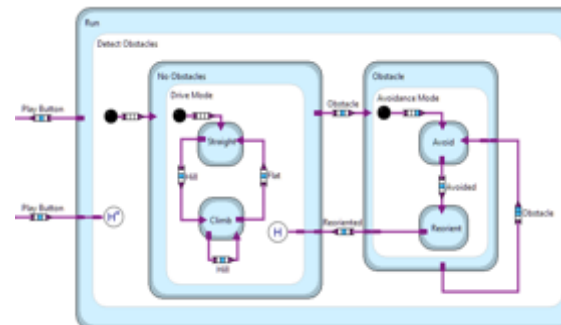 Run
Detect Obstacles
No Obstacles
Obstacle
Drive Mode
Avoidance Mode
Play Button
Obstacle
Straight
Avoid
Hill
Flat
Avoided
Play Button
H*
Climb
H
Reoriented
Reorient
Obstacle
Hill